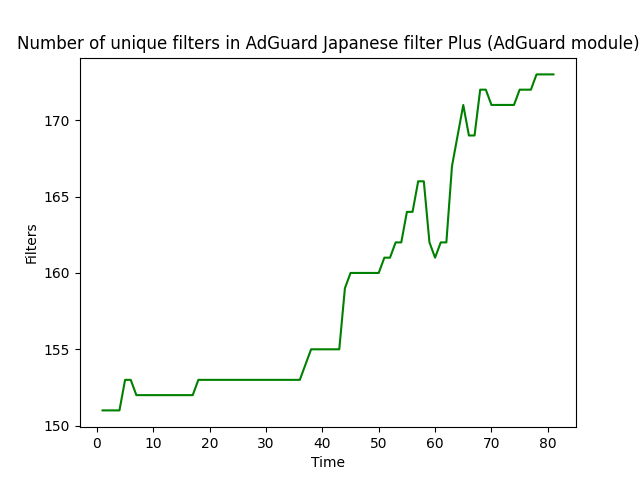 Number of unique filters in AdGuard Japanese filter Plus (AdGuard module)
Filters
170
165
160
155
150
0 10 20 30 40 50 60 70 80
Time